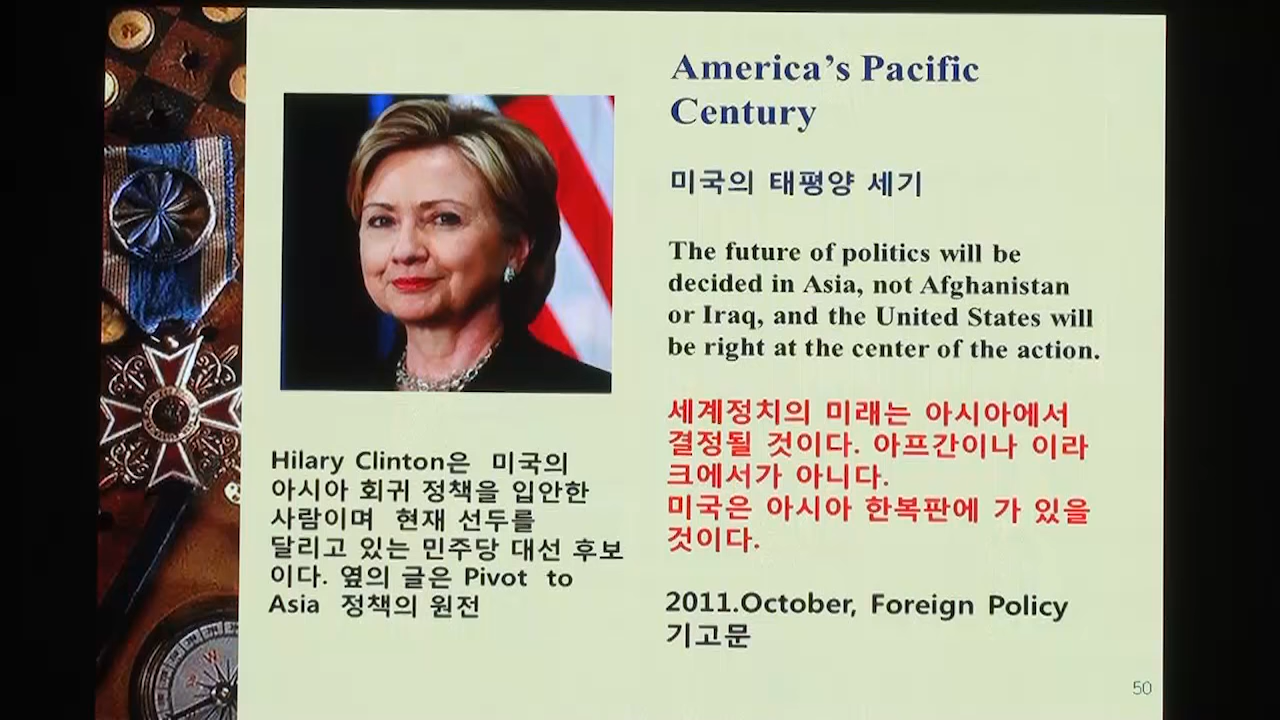 America's Pacific
Century
미국의 태평양 세기
The future of politics will be
decided in Asia, not Afghanistan
or Iraq, and the United States will
be right at the center of the action.
세계정치의 미래는 아시아에서
결정될 것이다. 아프간이나 이라
크에서가 아니다.
미국은 아시아 한복판에 가 있을
것이다.
2011.October, Foreign Policy
기고문
Hilary Clinton은 미국의
아시아 회귀 정책을 입안한
사람이며 현재 선두를
달리고 있는 민주당 대선 후보
이다. 옆의 글은 Pivot to
Asia 정책의 원전
50